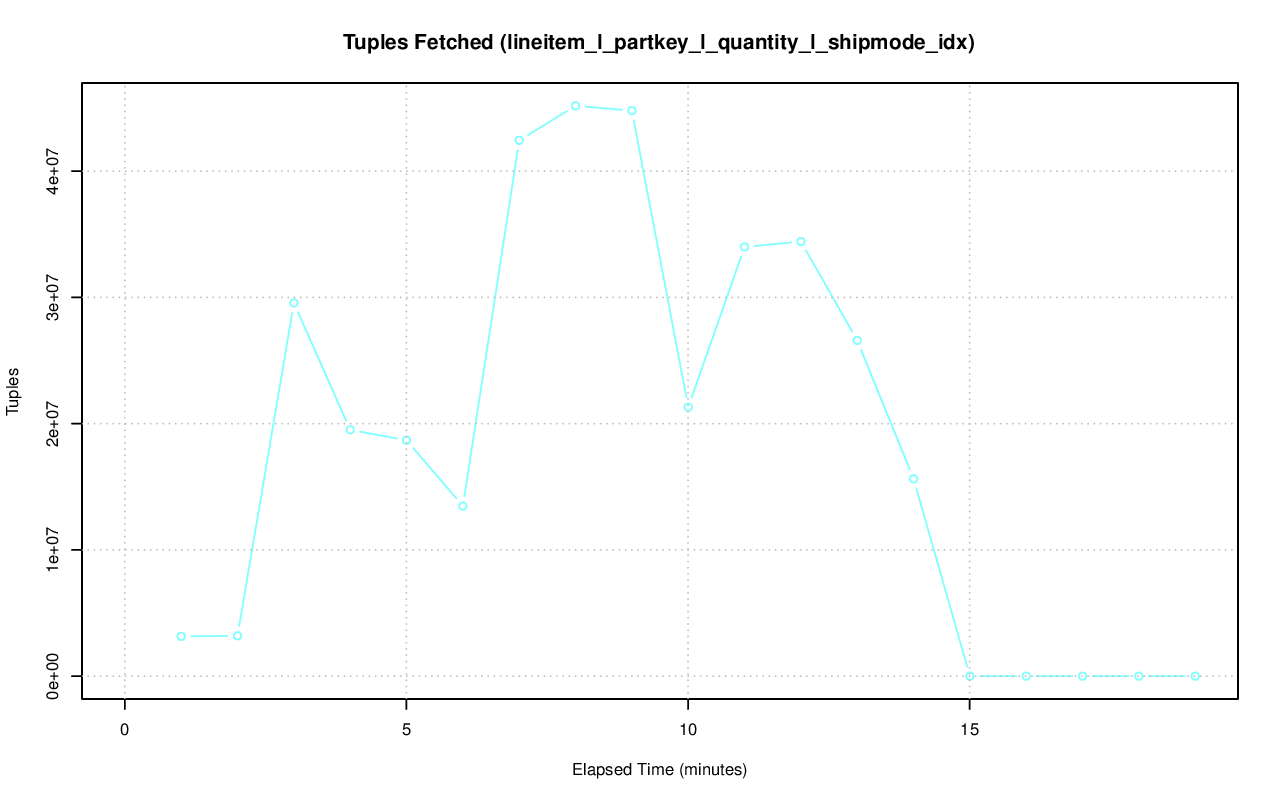 Tuples Fetched (lineitem_l_partkey_l_quantity_l_shipmode_idx)
Tuples
4e+07
3e+07
2e+07
1e+07
0e+00
0 5 10 15
Elapsed Time (minutes)